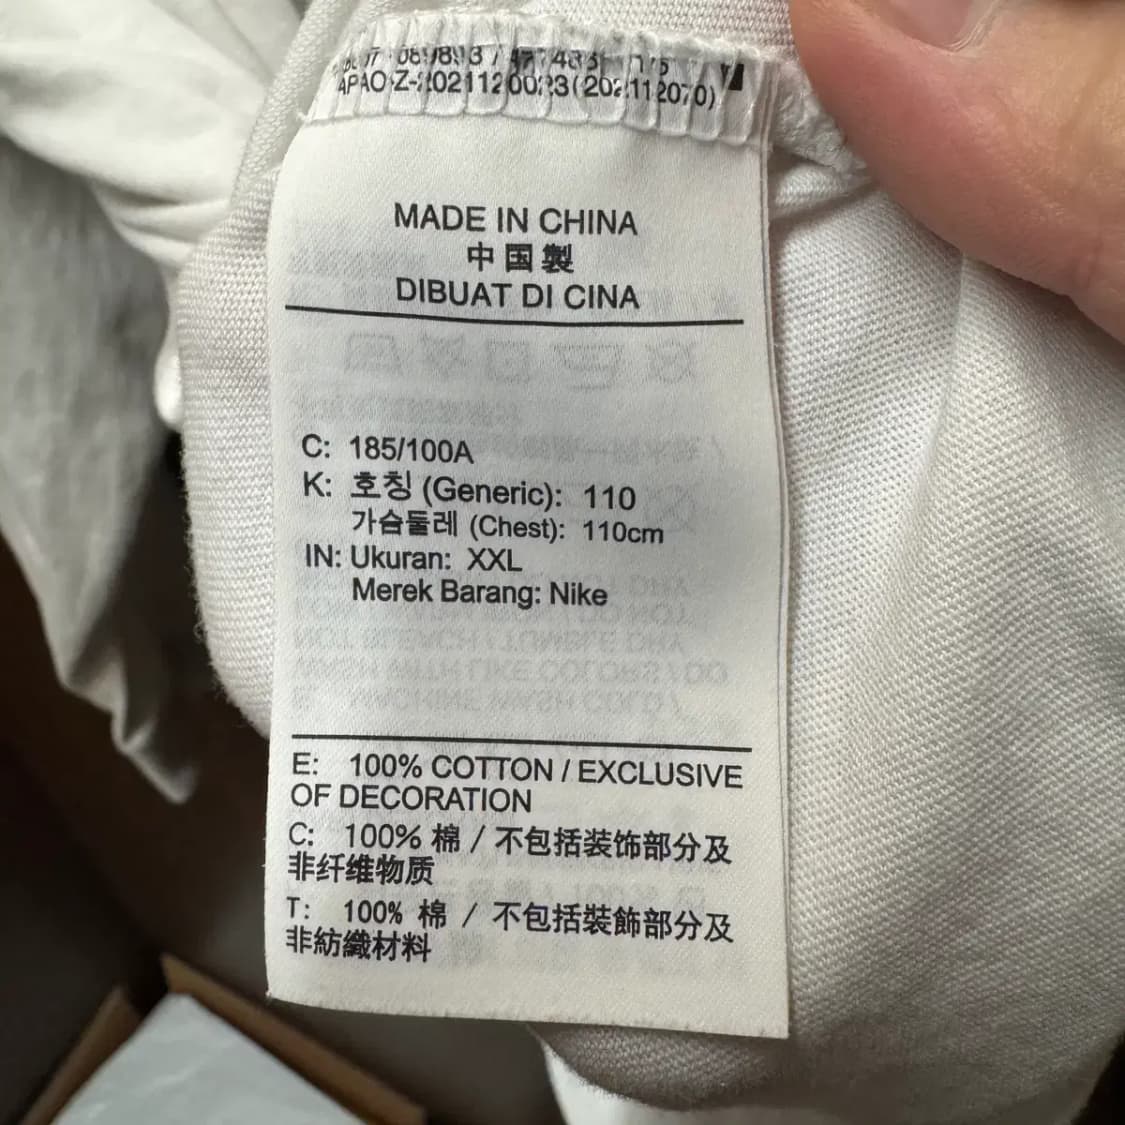 MADE IN CHINA
中国製
DIBUAT DI CINA
C: 185/100A
K: 호칭 (Generic): 110
가슴둘레 (Chest): 110cm
IN: Ukuran: XXL
Merek Barang: Nike
E: 100% COTTON / EXCLUSIVE
OF DECORATION
C: 100% 棉 / 不包括装饰部分及
非纤维物质
T: 100% 棉 / 不包括裝飾部分及
非紡織材料